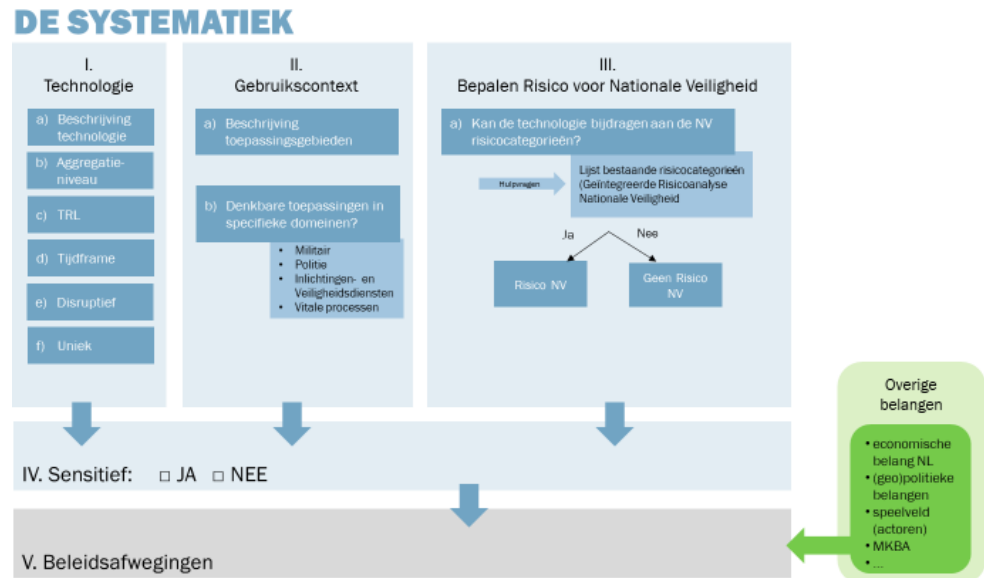 DE SYSTEMATIEK
I.
Technologie
a) Beschrijving
technologie
b) Aggregatie-
niveau
c) TRL
d) Tijdframe
e) Disruptief
f) Uniek
II.
Gebruikscontext
a) Beschrijving
toepassingsgebieden
b) Denkbare toepassingen in
specifieke domeinen?
• Militair
• Politie
• Inlichtingen- en
Veiligheidsdiensten
• Vitale processen
III.
Bepalen Risico voor Nationale Veiligheid
a) Kan de technologie bijdragen aan de NV
risicocategorieën?
Hulpvragen
Lijst bestaande risicocategorieën
(Geïntegreerde Risicoanalyse
Nationale Veiligheid
Ja
Nee
Risico NV
Geen Risico
NV
IV. Sensitief: □ JA □ NEE
V. Beleidsafwegingen
Overige
belangen
• economische
belang NL
• (geo)politieke
belangen
• speelveld
(actoren)
• MKBA
• ...